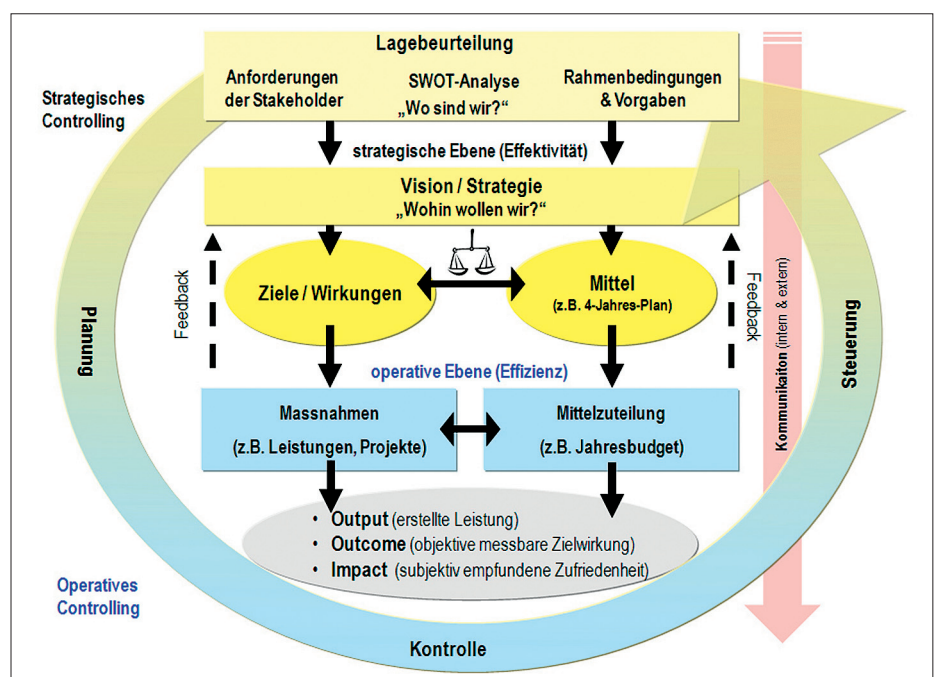 Lagebeurteilung
Anforderungen
der Stakeholder
SWOT-Analyse
„Wo sind wir?“
Rahmenbedingungen
& Vorgaben
Strategisches
Controlling
strategische Ebene (Effektivität)
Vision / Strategie
„Wohin wollen wir?“
Feedback
Ziele / Wirkungen
Mittel
(z.B. 4-Jahres-Plan)
Feedback
Planung
Steuerung
Kommunikaiton (intern & extern)
operative Ebene (Effizienz)
Massnahmen
(z.B. Leistungen, Projekte)
Mittelzuteilung
(z.B. Jahresbudget)
• Output (erstellte Leistung)
• Outcome (objektive messbare Zielwirkung)
• Impact (subjektiv empfundene Zufriedenheit)
Operatives
Controlling
Kontrolle